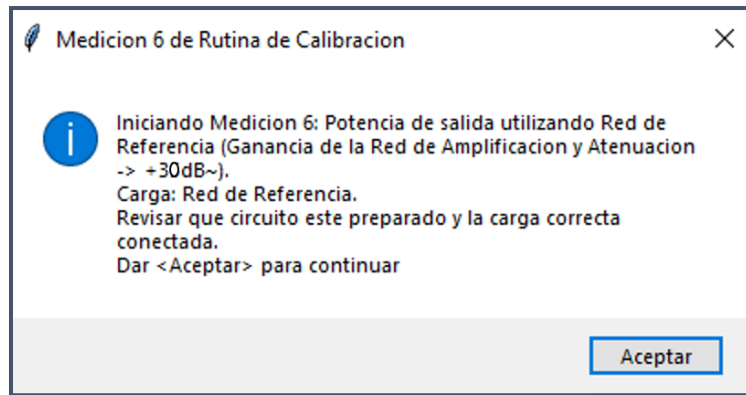 Medicion 6 de Rutina de Calibracion
Iniciando Medicion 6: Potencia de salida utilizando Red de
Referencia (Ganancia de la Red de Amplificacion y Atenuacion
-> +30dB~).
Carga: Red de Referencia.
Revisar que circuito este preparado y la carga correcta
conectada.
Dar <Aceptar> para continuar
Aceptar